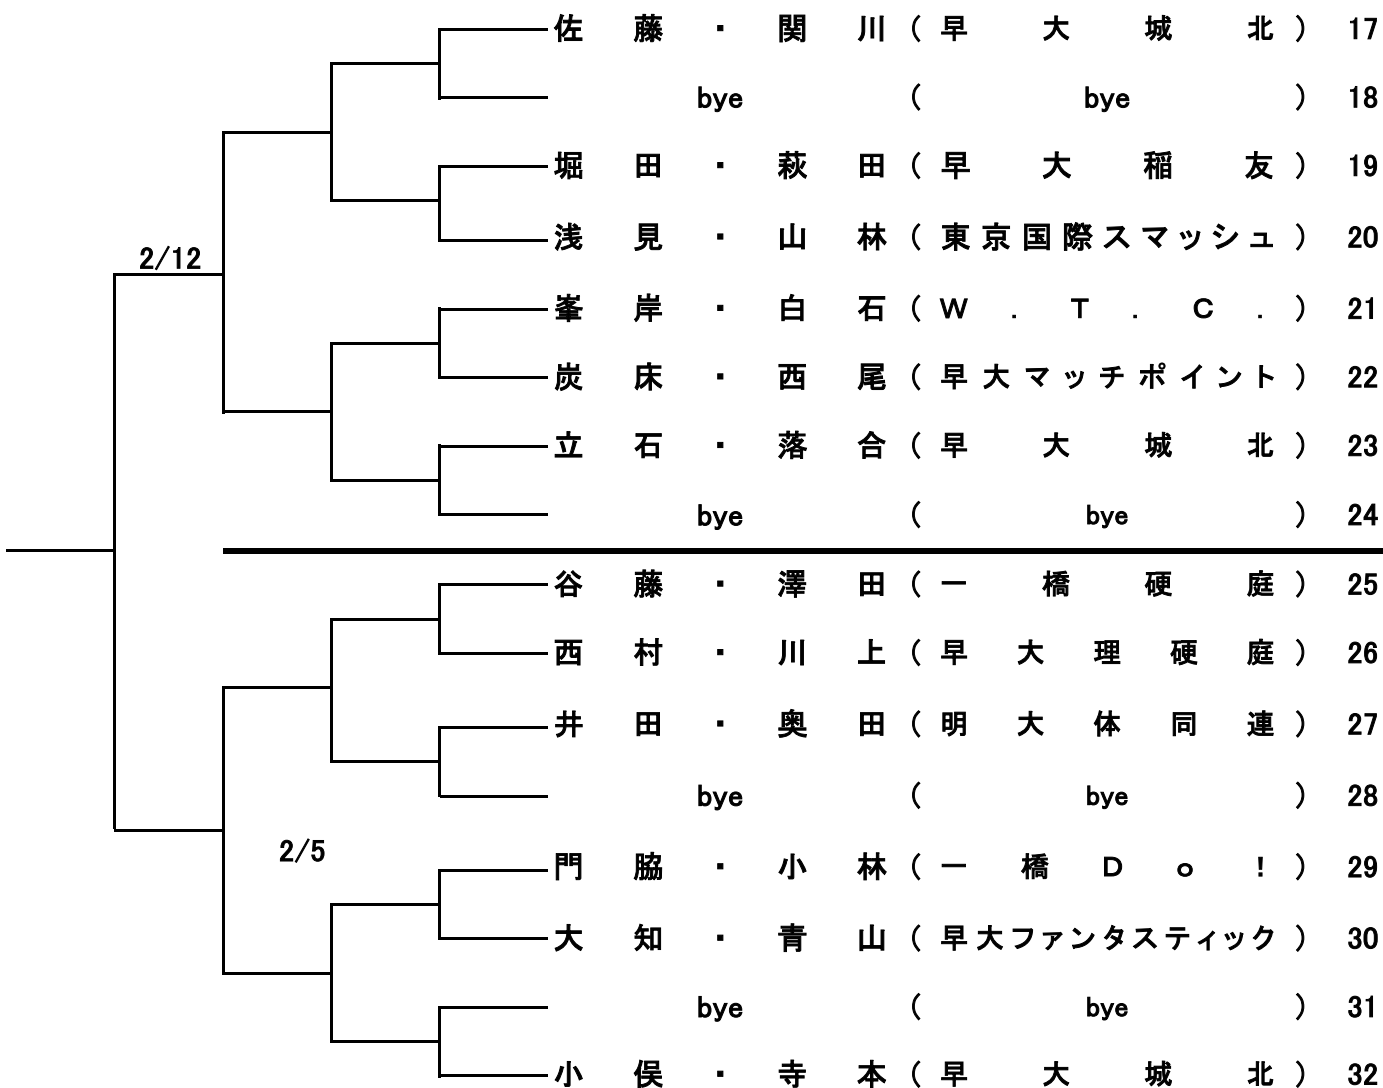 佐藤・関川(早大城北) 17
bye ( bye ) 18
堀田・萩田(早大稲友) 19
浅見・山林(東京国際スマッシュ) 20
2/12
峯岸・白石(W.T.C.) 21
炭床・西尾(早大マッチポイント) 22
立石・落合(早大城北) 23
bye ( bye ) 24
谷藤・澤田(一橋硬庭) 25
西村・川上(早大理硬庭) 26
井田・奥田(明大体同連) 27
bye ( bye ) 28
2/5
門脇・小林(一橋Do!) 29
大知・青山(早大ファンタスティック) 30
bye ( bye ) 31
小俣・寺本(早大城北) 32